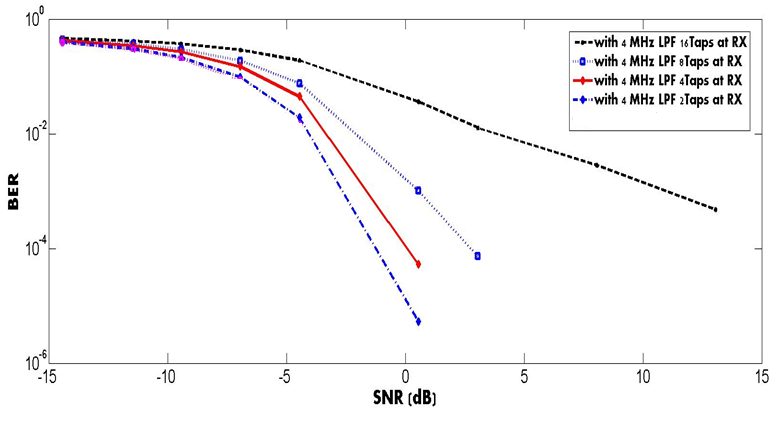 10^0
10^-2
10^-4
10^-6
BER
with 4 MHz LPF 16Taps at RX
with 4 MHz LPF 8Taps at RX
with 4 MHz LPF 4Taps at RX
with 4 MHz LPF 2Taps at RX
-15 -10 -5 0 5 10 15
SNR (dB)